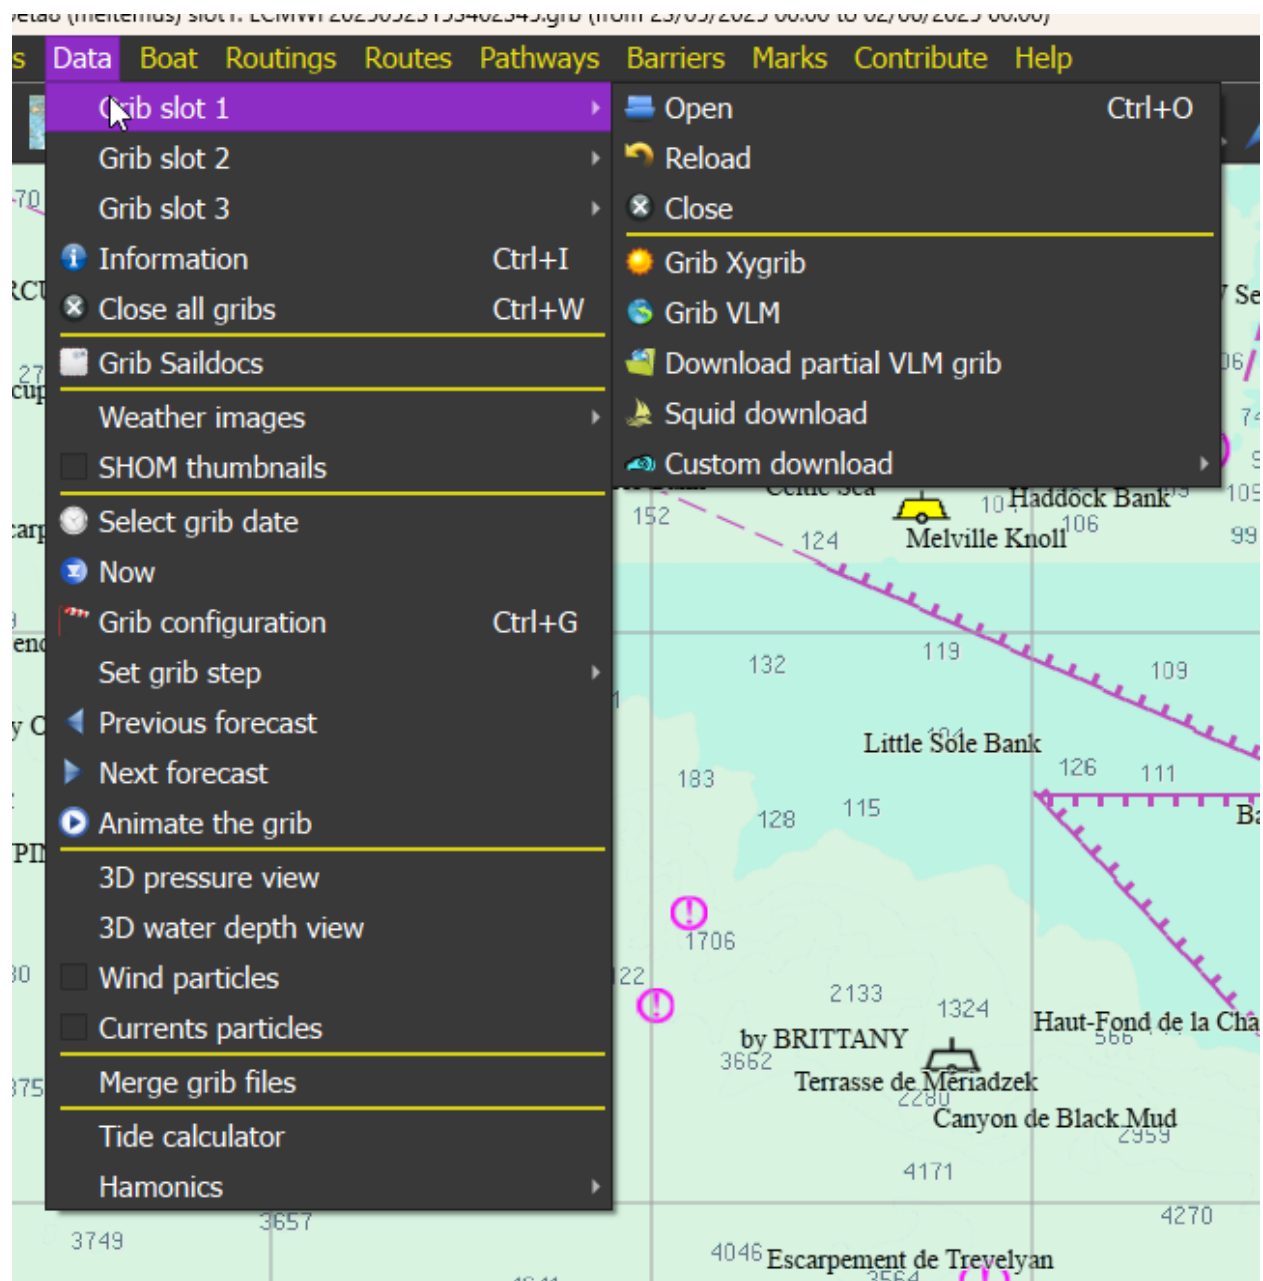 Data Boat Routings Routes Pathways Barriers Marks Contribute Help
Grib slot 1
Grib slot 2
Grib slot 3
Information Ctrl+I
Close all gribs Ctrl+W
Grib Saildocs
Weather images
SHOM thumbnails
Select grib date
Now
Grib configuration Ctrl+G
Set grib step
Previous forecast
Next forecast
Animate the grib
3D pressure view
3D water depth view
Wind particles
Currents particles
Merge grib files
Tide calculator
Hamonics
Open Ctrl+O
Reload
Close
Grib Xygrib
Grib VLM
Download partial VLM grib
Squid download
Custom download
Haddock Bank
152
124
Melville Knoll
106
99
132
119
109
Little Sole Bank
126
111
183
128
115
1706
2133
1324
by BRITTANY
Haut-Fond de la
3662
Terrasse de Mériadzek
2280
Canyon de Black Mud
2959
4171
3657
4270
3749
4046
Escarpement de Trevelyan